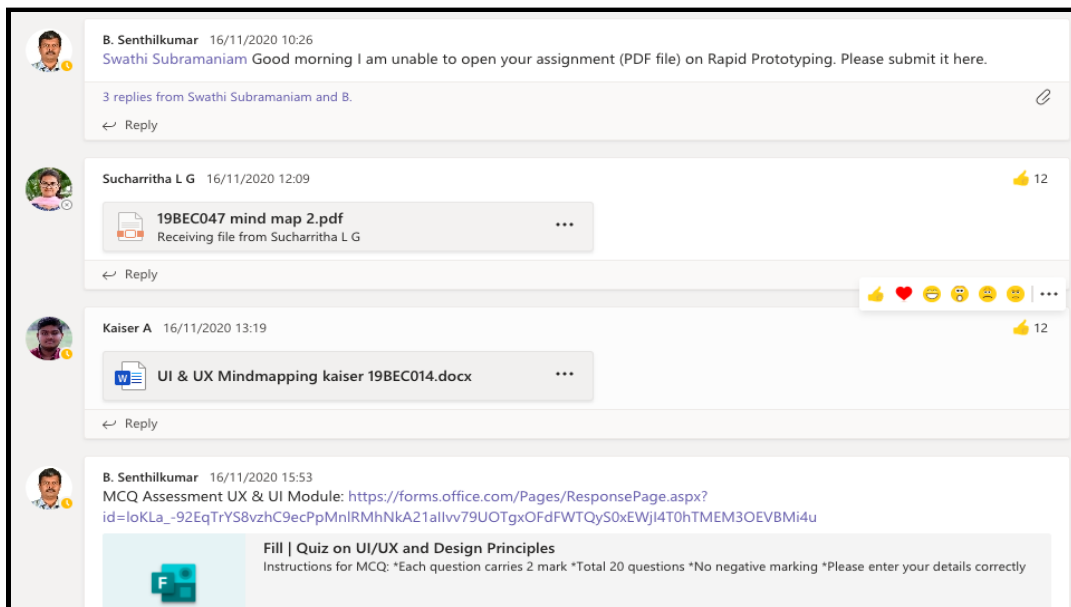 B. Senthilkumar 16/11/2020 10:26
Swathi Subramaniam Good morning I am unable to open your assignment (PDF file) on Rapid Prototyping. Please submit it here.
3 replies from Swathi Subramaniam and B.
Reply
Sucharritha L G 16/11/2020 12:09
12
19BEC047 mind map 2.pdf
Receiving file from Sucharritha L G
Reply
Kaiser A 16/11/2020 13:19
12
UI & UX Mindmapping kaiser 19BEC014.docx
Reply
B. Senthilkumar 16/11/2020 15:53
MCQ Assessment UX & UI Module: https://forms.office.com/Pages/ResponsePage.aspx?
id=loKLa_-92EqTrYS8vzhC9ecPpMnlRMhNkA21aIIvv79UOTgxOFdFWTQyS0xEWjI4T0hTMEM3OEVBMi4u
Fill | Quiz on UI/UX and Design Principles
Instructions for MCQ: *Each question carries 2 mark *Total 20 questions *No negative marking *Please enter your details correctly